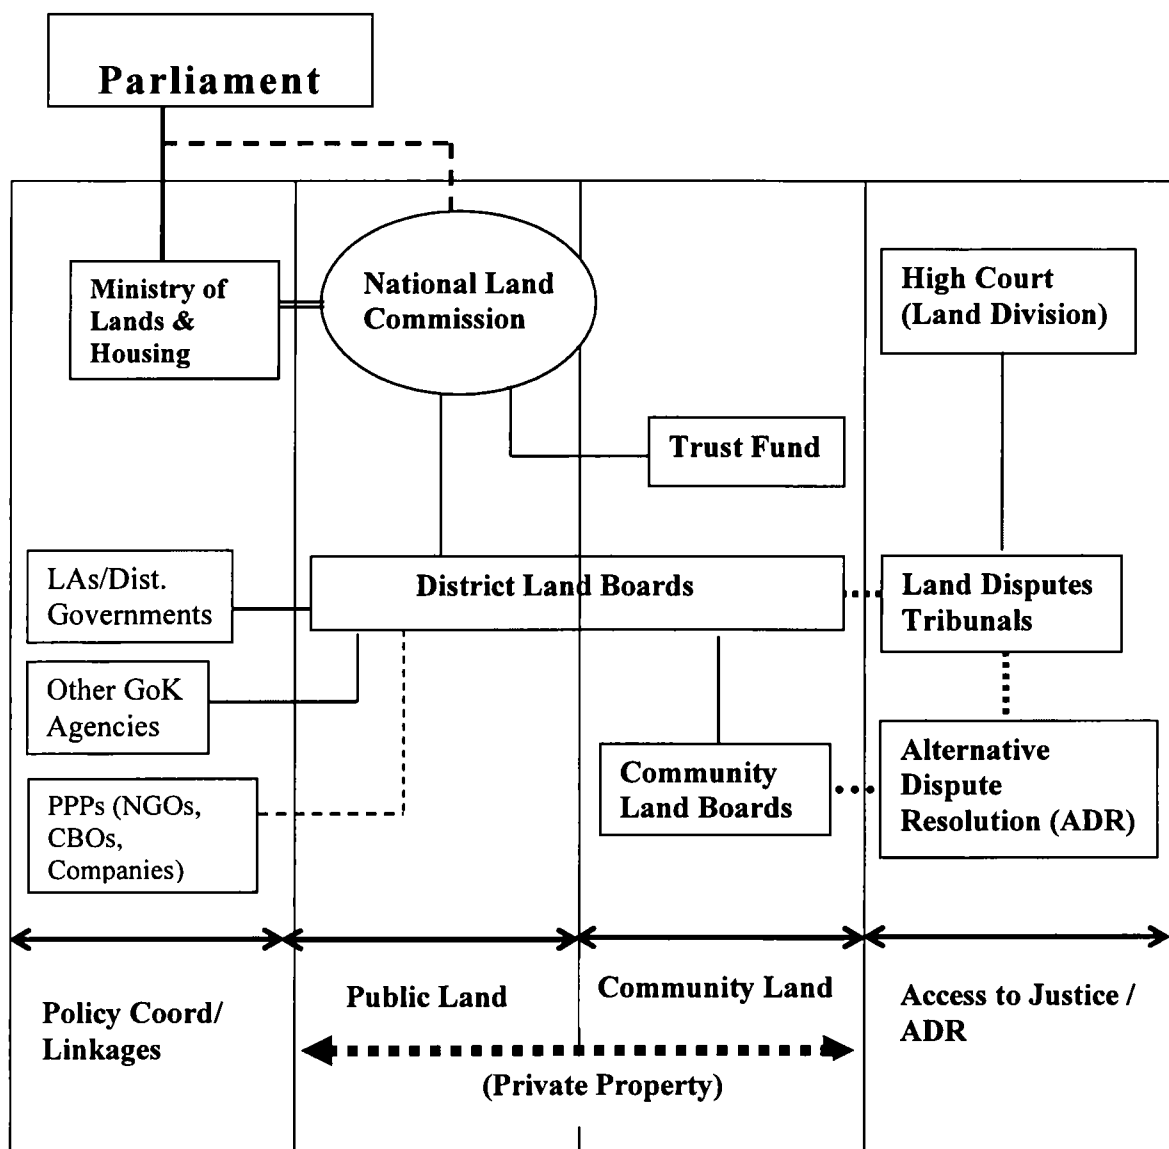 Parliament
Ministry of
Lands &
Housing
National Land
Commission
High Court
(Land Division)
Trust Fund
LAs/Dist.
Governments
District Land Boards
Land Disputes
Tribunals
Other GoK
Agencies
Community
Land Boards
Alternative
Dispute
Resolution (ADR)
PPPs (NGOs,
CBOs,
Companies)
Policy Coord/
Linkages
Public Land
Community Land
Access to Justice /
ADR
(Private Property)